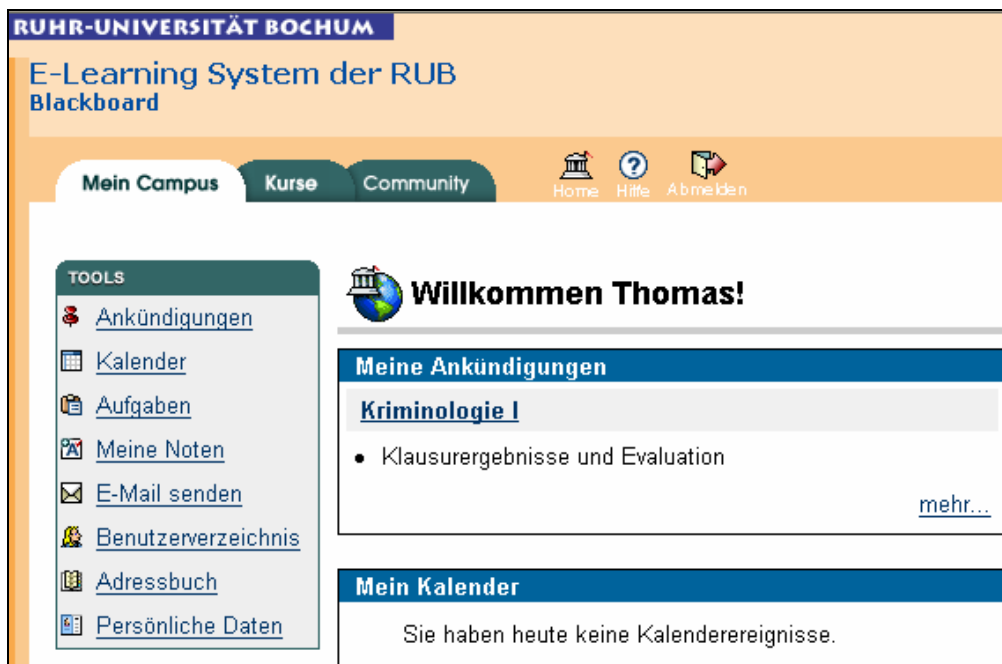 RUHR-UNIVERSITÄT BOCHUM
E-Learning System der RUB
Blackboard
Mein Campus Kurse Community Home Hilfe Abmelden
TOOLS
Ankündigungen
Kalender
Aufgaben
Meine Noten
E-Mail senden
Benutzerverzeichnis
Adressbuch
Persönliche Daten
Willkommen Thomas!
Meine Ankündigungen
Kriminologie I
• Klausurergebnisse und Evaluation
mehr...
Mein Kalender
Sie haben heute keine Kalenderereignisse.